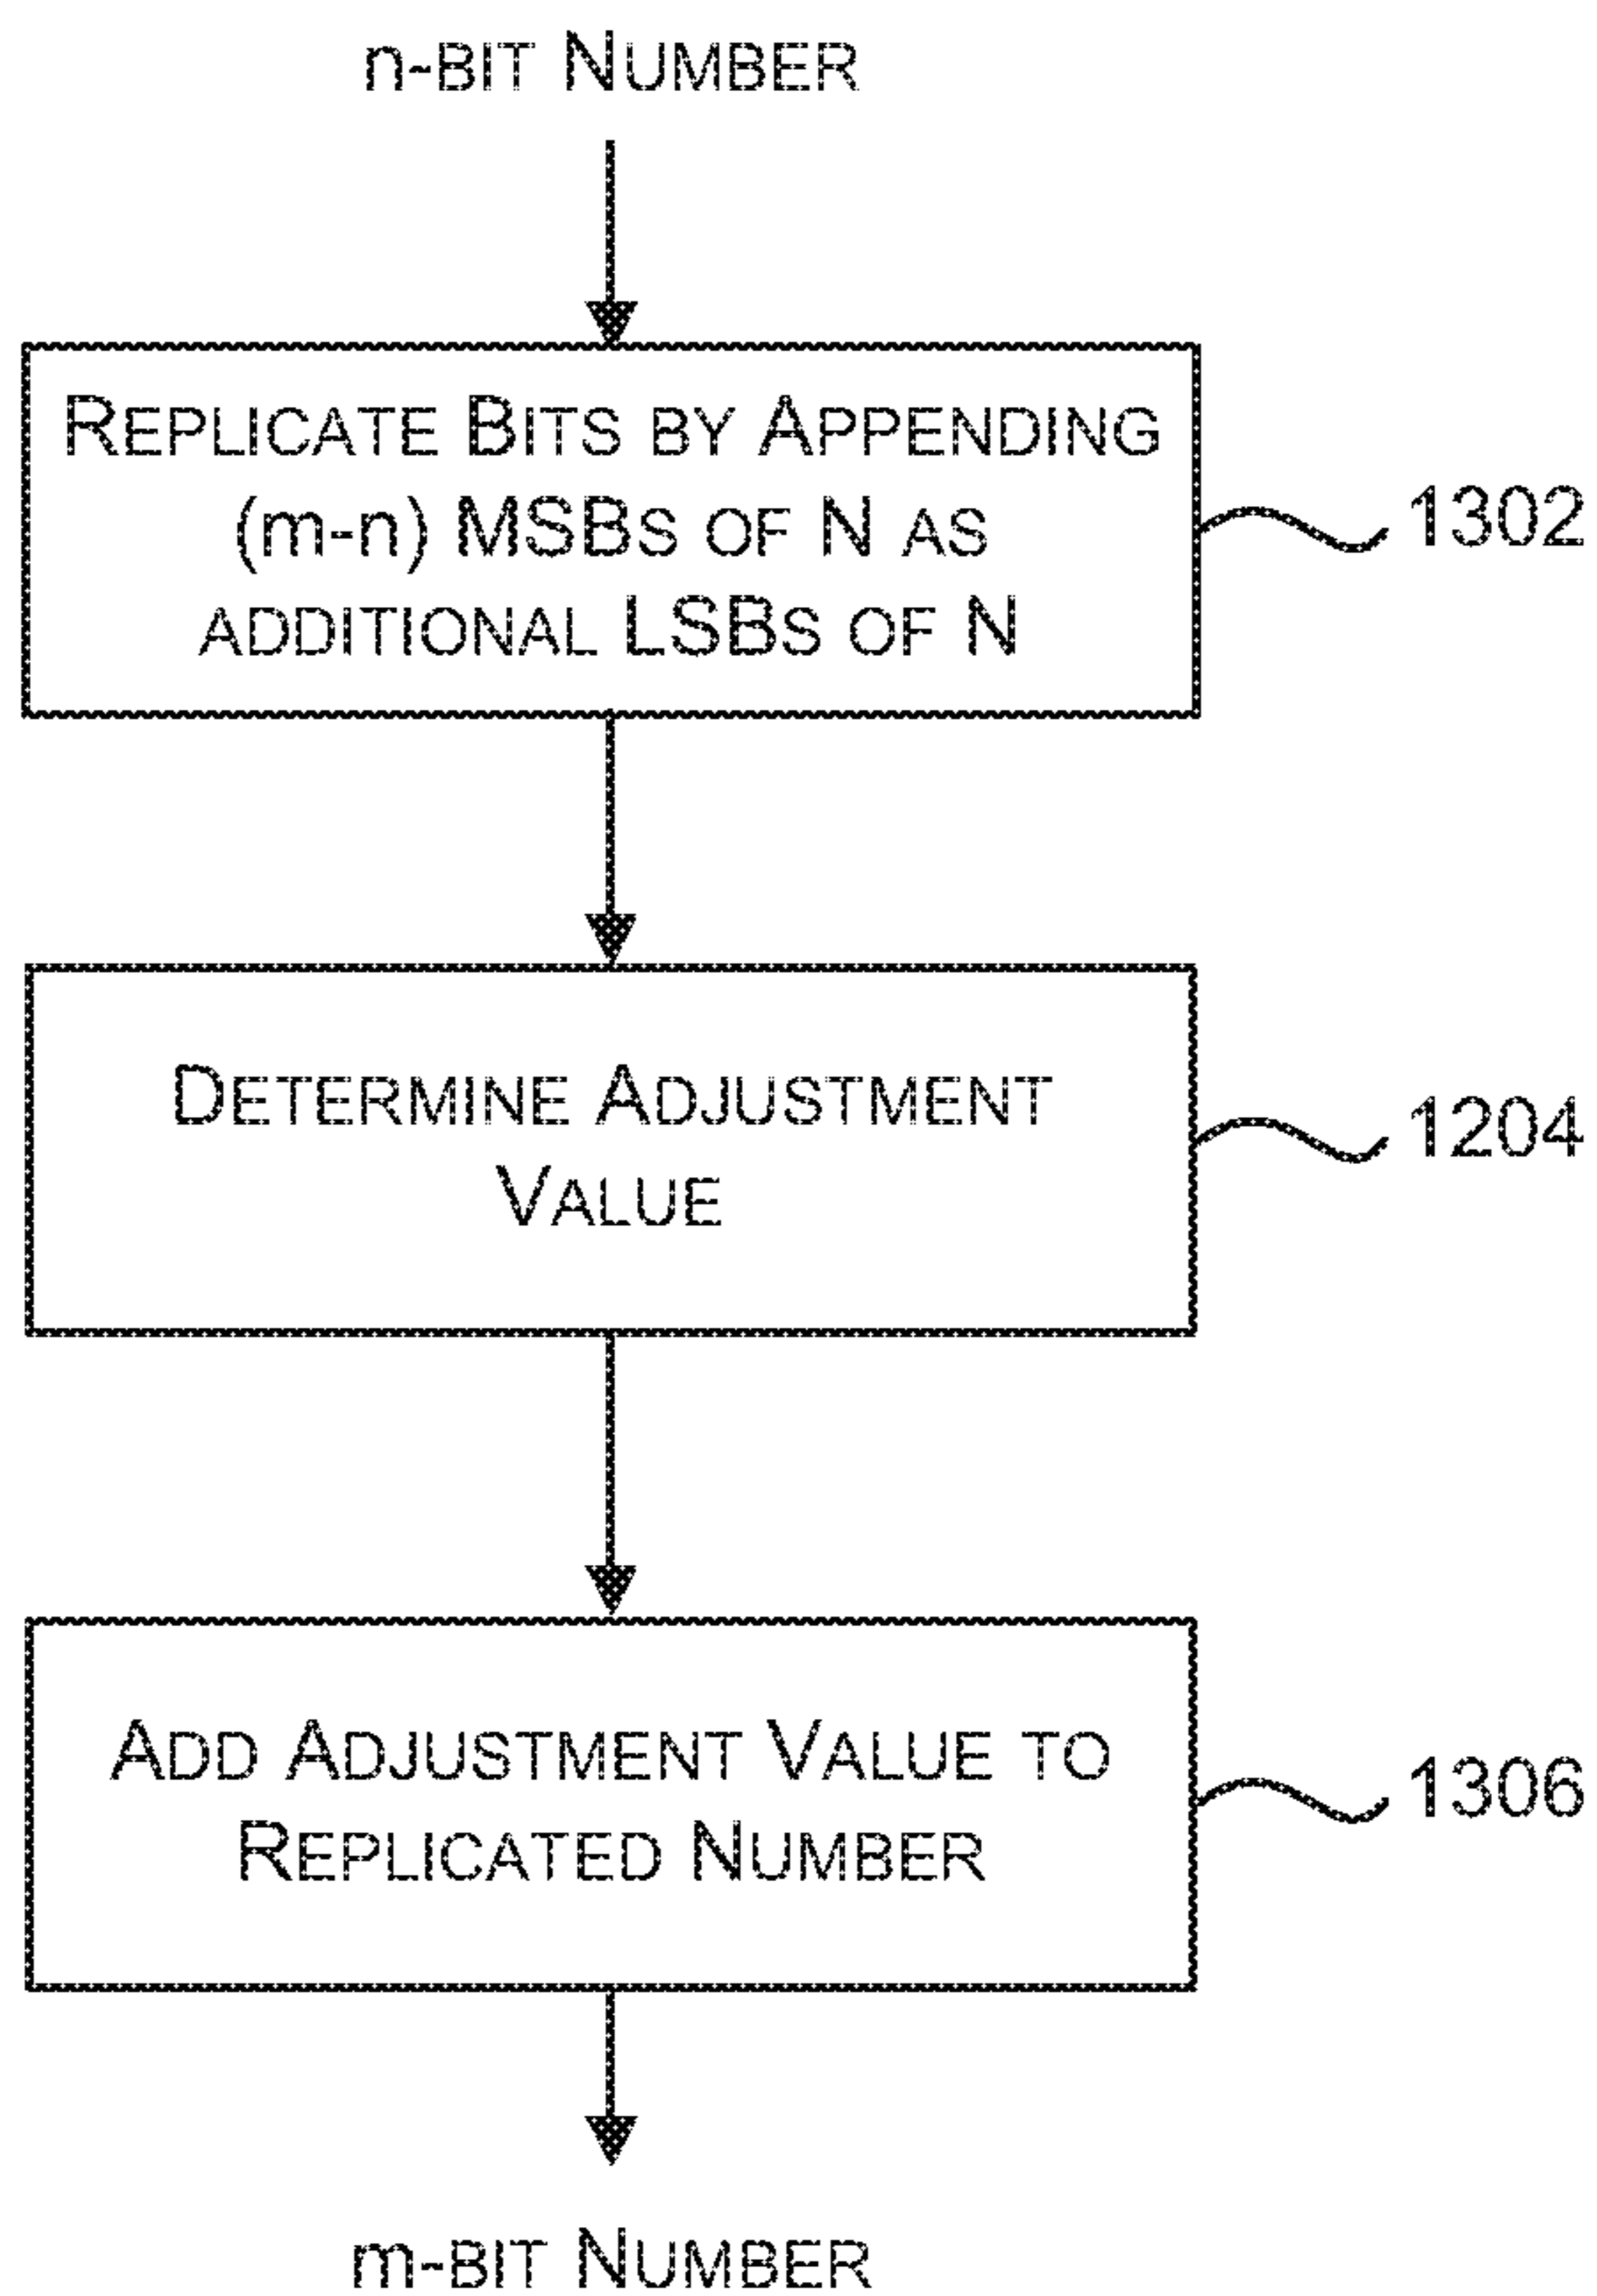 n-BIT NUMBER
REPLICATE BITS BY APPENDING
(m-n) MSBS OF N AS
ADDITIONAL LSBS OF N
1302
DETERMINE ADJUSTMENT
VALUE
1204
ADD ADJUSTMENT VALUE TO
REPLICATED NUMBER
1306
m-BIT NUMBER